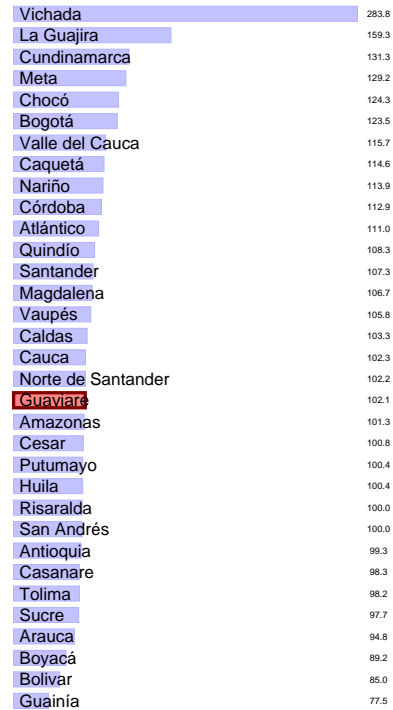 Vichada 283.8
La Guajira 159.3
Cundinamarca 131.3
Meta 129.2
Chocó 124.3
Bogotá 123.5
Valle del Cauca 115.7
Caquetá 114.6
Nariño 113.9
Córdoba 112.9
Atlántico 111.0
Quindío 108.3
Santander 107.3
Magdalena 106.7
Vaupés 105.8
Caldas 103.3
Cauca 102.3
Norte de Santander 102.2
Guaviare 102.1
Amazonas 101.3
Cesar 100.8
Putumayo 100.4
Huila 100.4
Risaralda 100.0
San Andrés 100.0
Antioquia 99.3
Casanare 98.3
Tolima 98.2
Sucre 97.7
Arauca 94.8
Boyacá 89.2
Bolivar 85.0
Guainía 77.5